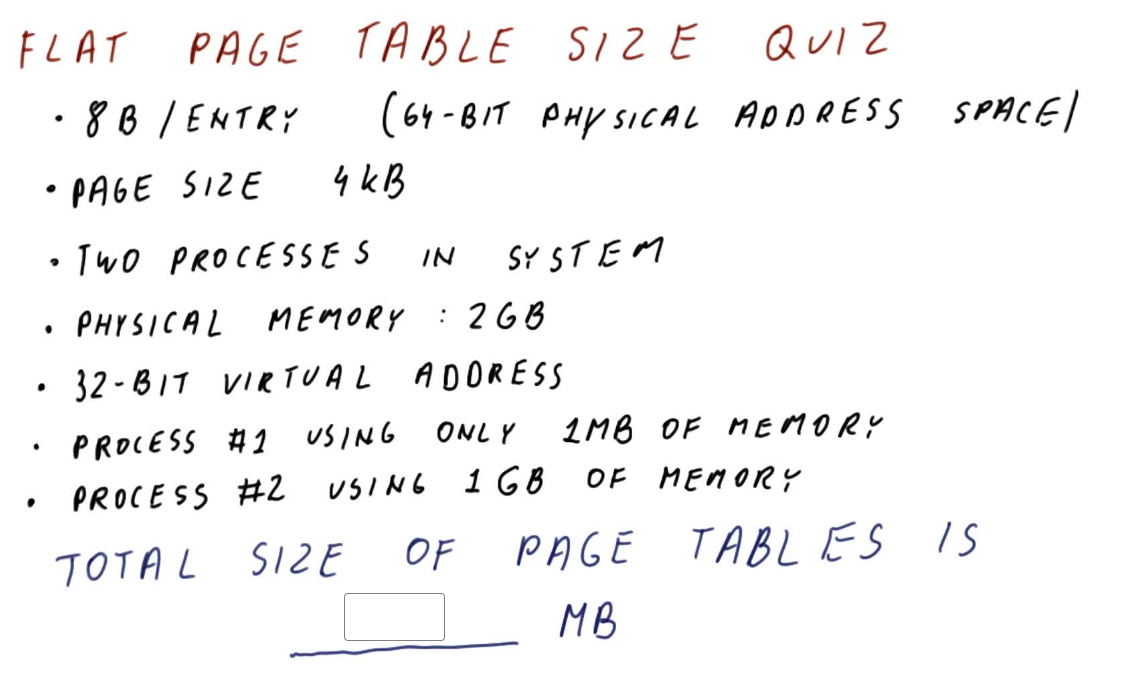 FLAT PAGE TABLE SIZE QUIZ
• 8B/ENTRY (64-BIT PHYSICAL ADDRESS SPACE)
• PAGE SIZE 4kB
• TWO PROCESSES IN SYSTEM
• PHYSICAL MEMORY : 2GB
• 32-BIT VIRTUAL ADDRESS
• PROCESS #1 USING ONLY 1MB OF MEMORY
• PROCESS #2 USING 1GB OF MEMORY
TOTAL SIZE OF PAGE TABLES IS
MB